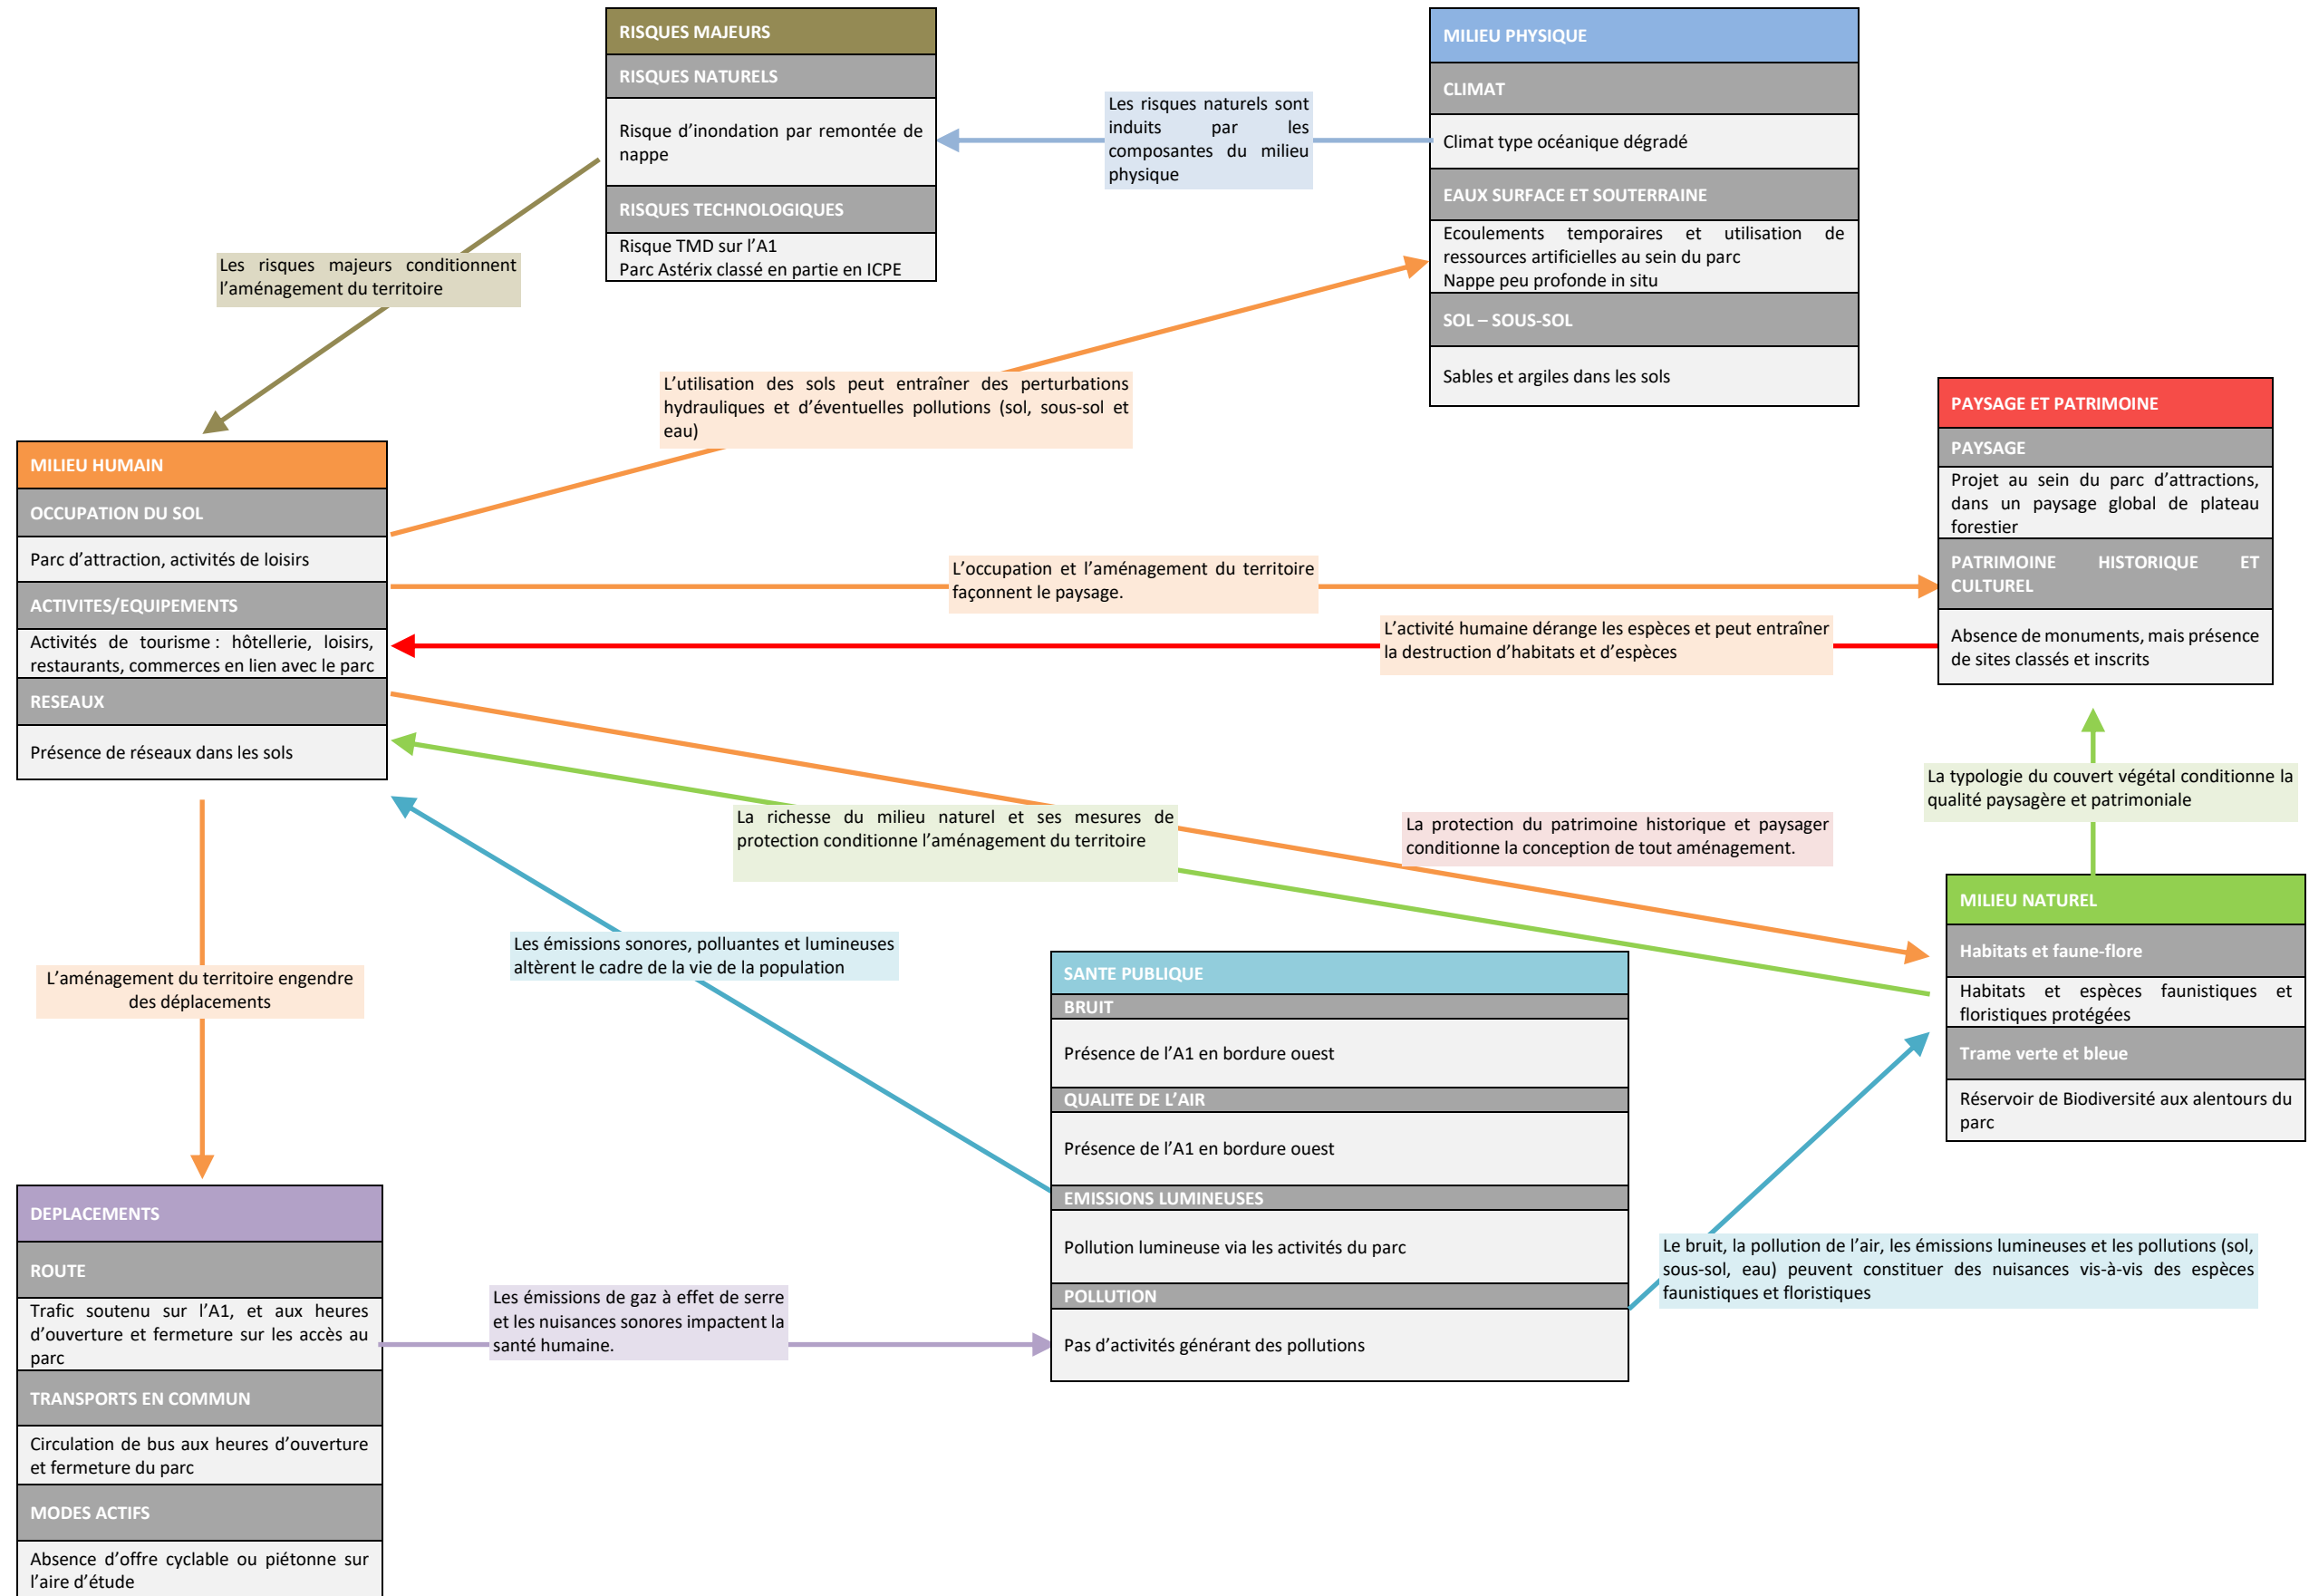 RISQUES MAJEURS
RISQUES NATURELS
Risque d’inondation par remontée de
nappe
RISQUES TECHNOLOGIQUES
Risque TMD sur l’A1
Parc Astérix classé en partie en ICPE
Les risques naturels sont
induits par les
composantes du milieu
physique
MILIEU PHYSIQUE
CLIMAT
Climat type océanique dégradé
EAUX SURFACE ET SOUTERRAINE
Ecoulements temporaires et utilisation de
ressources artificielles au sein du parc
Nappe peu profonde in situ
SOL – SOUS-SOL
Sables et argiles dans les sols
Les risques majeurs conditionnent
l’aménagement du territoire
L’utilisation des sols peut entraîner des perturbations
hydrauliques et d’éventuelles pollutions (sol, sous-sol et
eau)
PAYSAGE ET PATRIMOINE
PAYSAGE
Projet au sein du parc d’attractions,
dans un paysage global de plateau
forestier
PATRIMOINE HISTORIQUE ET
CULTUREL
Absence de monuments, mais présence
de sites classés et inscrits
MILIEU HUMAIN
OCCUPATION DU SOL
Parc d’attraction, activités de loisirs
ACTIVITES/EQUIPEMENTS
Activités de tourisme : hôtellerie, loisirs,
restaurants, commerces en lien avec le parc
RESEAUX
Présence de réseaux dans les sols
L’occupation et l’aménagement du territoire
façonnent le paysage.
L’activité humaine dérange les espèces et peut entraîner
la destruction d’habitats et d’espèces
La typologie du couvert végétal conditionne la
qualité paysagère et patrimoniale
La richesse du milieu naturel et ses mesures de
protection conditionne l’aménagement du territoire
La protection du patrimoine historique et paysager
conditionne la conception de tout aménagement.
MILIEU NATUREL
Habitats et faune-flore
Habitats et espèces faunistiques et
floristiques protégées
Trame verte et bleue
Réservoir de Biodiversité aux alentours du
parc
Les émissions sonores, polluantes et lumineuses
altèrent le cadre de la vie de la population
L’aménagement du territoire engendre
des déplacements
SANTE PUBLIQUE
BRUIT
Présence de l’A1 en bordure ouest
QUALITE DE L’AIR
Présence de l’A1 en bordure ouest
EMISSIONS LUMINEUSES
Pollution lumineuse via les activités du parc
POLLUTION
Pas d’activités générant des pollutions
Le bruit, la pollution de l’air, les émissions lumineuses et les pollutions (sol,
sous-sol, eau) peuvent constituer des nuisances vis-à-vis des espèces
faunistiques et floristiques
DEPLACEMENTS
ROUTE
Trafic soutenu sur l’A1, et aux heures
d’ouverture et fermeture sur les accès au
parc
TRANSPORTS EN COMMUN
Circulation de bus aux heures d’ouverture
et fermeture du parc
MODES ACTIFS
Absence d’offre cyclable ou piétonne sur
l’aire d’étude
Les émissions de gaz à effet de serre
et les nuisances sonores impactent la
santé humaine.